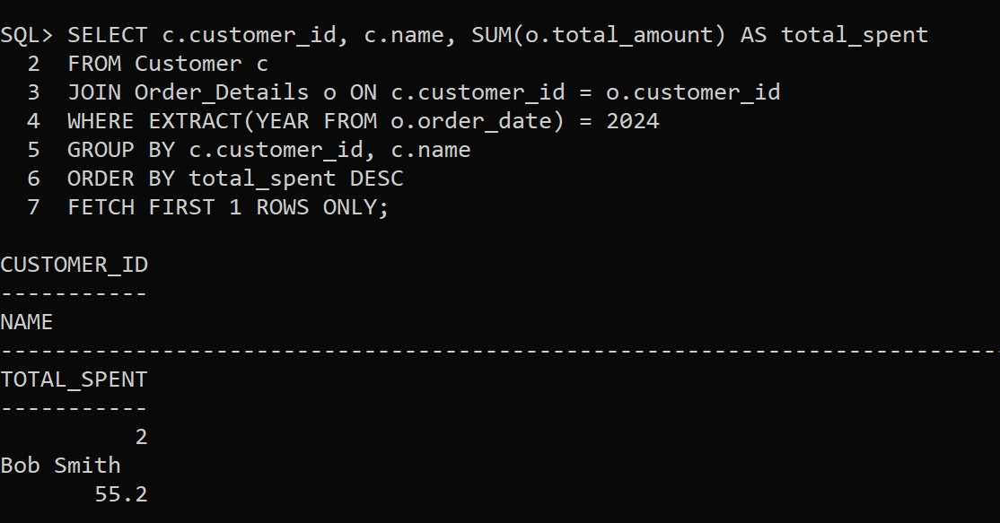 SQL> SELECT c.customer_id, c.name, SUM(o.total_amount) AS total_spent
  2  FROM Customer c
  3  JOIN Order_Details o ON c.customer_id = o.customer_id
  4  WHERE EXTRACT(YEAR FROM o.order_date) = 2024
  5  GROUP BY c.customer_id, c.name
  6  ORDER BY total_spent DESC
  7  FETCH FIRST 1 ROWS ONLY;

CUSTOMER_ID
-----------
NAME
---------------------------------------------------------------------------
TOTAL_SPENT
-----------
          2
Bob Smith
       55.2